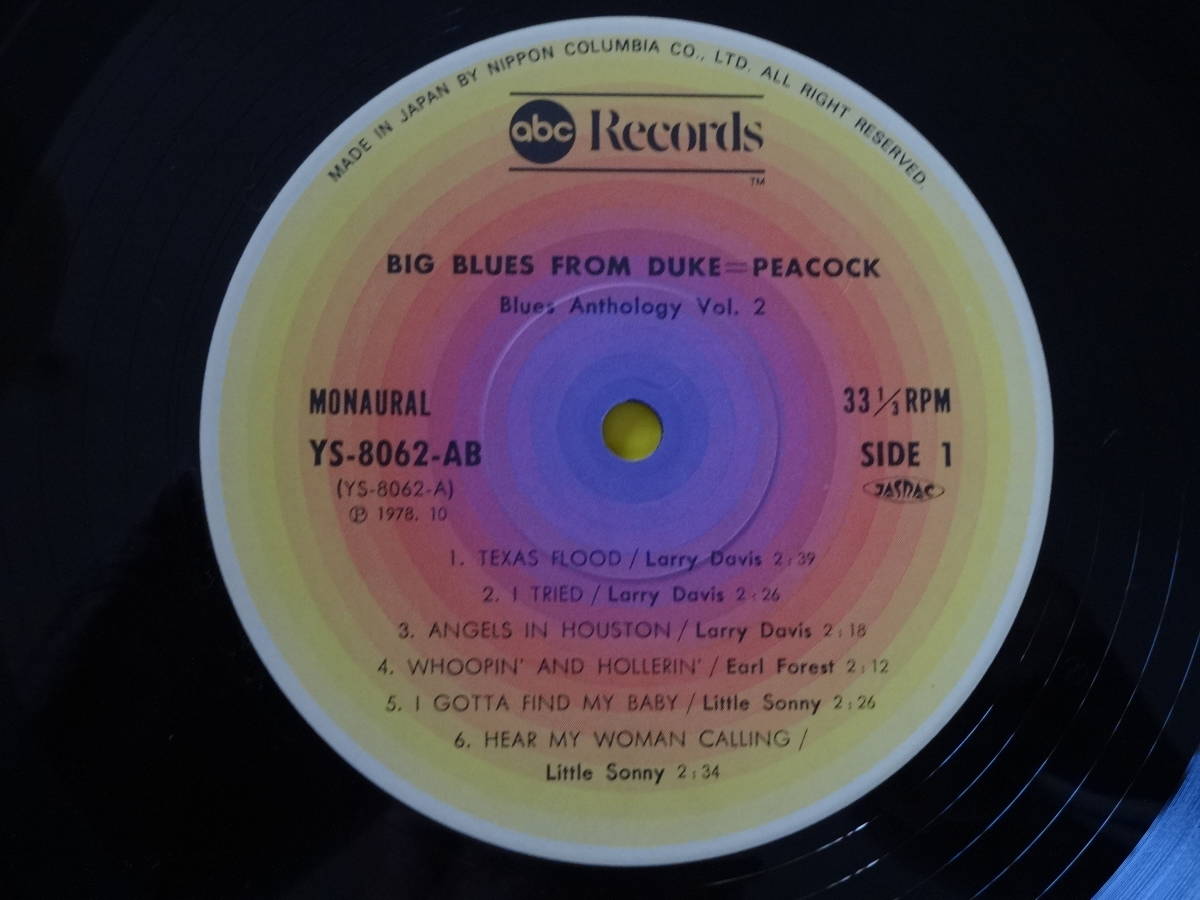 MADE IN JAPAN BY NIPPON COLUMBIA CO., LTD. ALL RIGHT RESERVED.
abc Records
TM
BIG BLUES FROM DUKE=PEACOCK
Blues Anthology Vol. 2
MONAURAL
33 1/3 RPM
YS-8062-AB
SIDE 1
(YS-8062-A)
JASRAC
Ⓟ 1978. 10
1. TEXAS FLOOD / Larry Davis 2:39
2. I TRIED / Larry Davis 2:26
3. ANGELS IN HOUSTON / Larry Davis 2:18
4. WHOOPIN' AND HOLLERIN' / Earl Forest 2:12
5. I GOTTA FIND MY BABY / Little Sonny 2:26
6. HEAR MY WOMAN CALLING /
Little Sonny 2:34